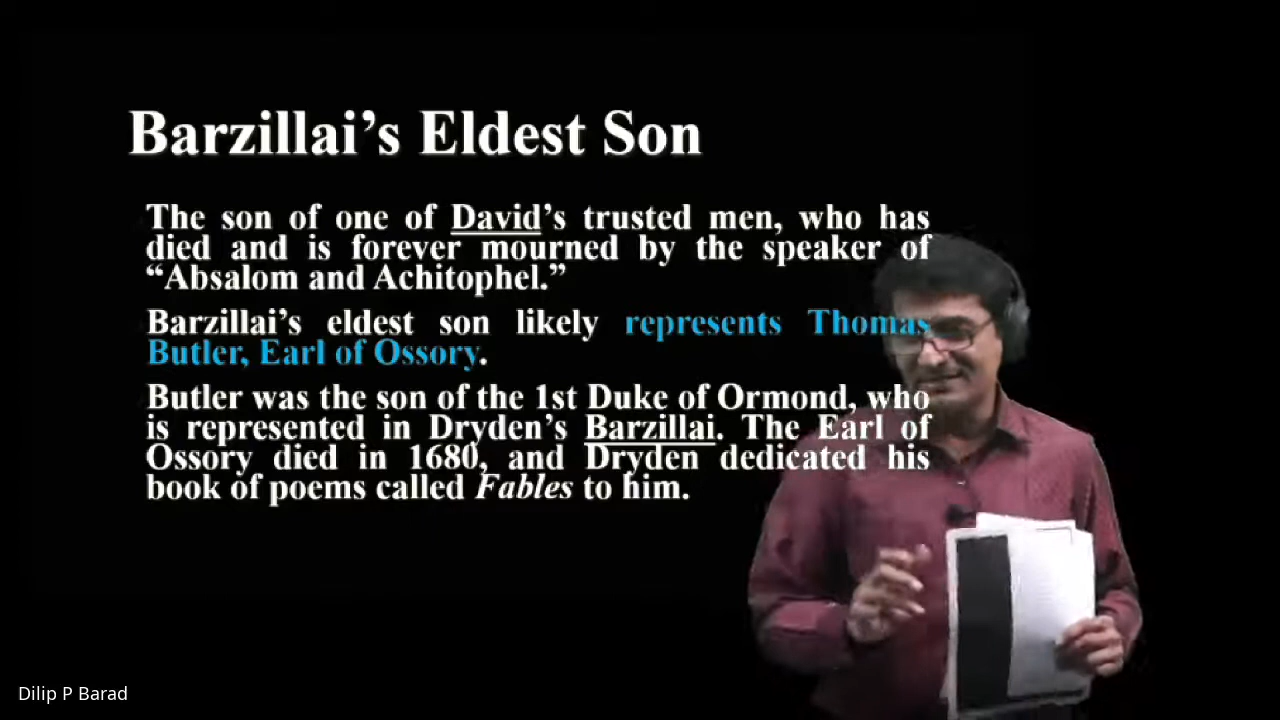 Barzillai’s Eldest Son
The son of one of David’s trusted men, who has
died and is forever mourned by the speaker of
“Absalom and Achitophel.”
Barzillai’s eldest son likely represents Thomas
Butler, Earl of Ossory.
Butler was the son of the 1st Duke of Ormond, who
is represented in Dryden’s Barzillai. The Earl of
Ossory died in 1680, and Dryden dedicated his
book of poems called Fables to him.
Dilip P Barad